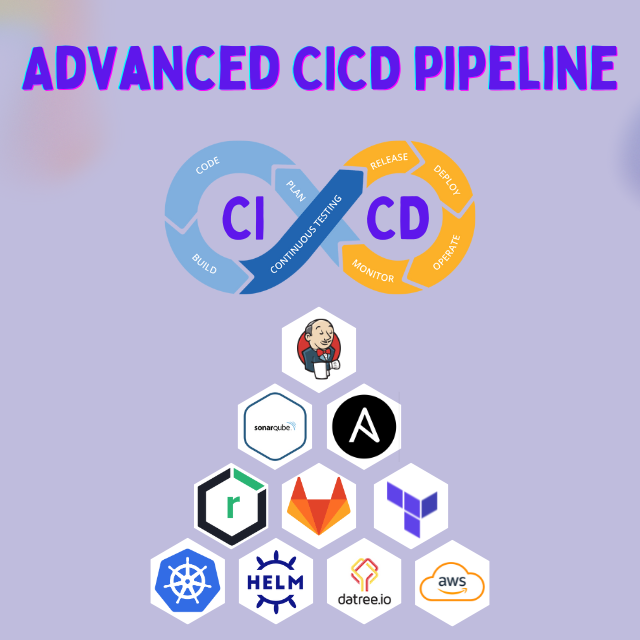 ADVANCED CICD PIPELINE
CODE
PLAN
CI
CONTINUOUS TESTING
BUILD
RELEASE
DEPLOY
CD
OPERATE
MONITOR
sonarqube
A
r
HELM
datree.io
aws